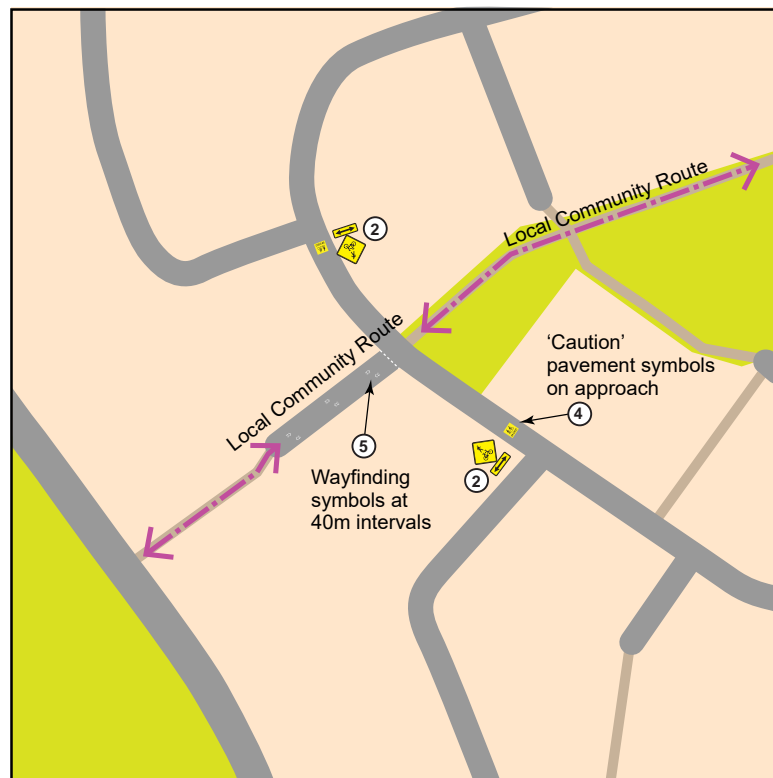 Local Community Route
2
Local Community Route
‘Caution’
pavement symbols
on approach
4
5
Wayfinding
symbols at
40m intervals
2